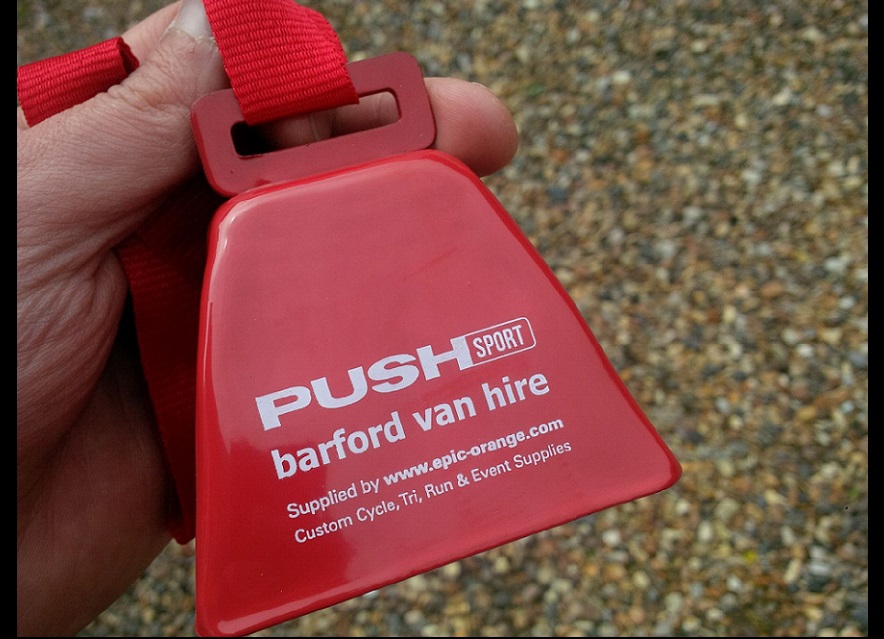 PUSH SPORT
barford van hire
Supplied by www.epic-orange.com
Custom Cycle, Tri, Run & Event Supplies